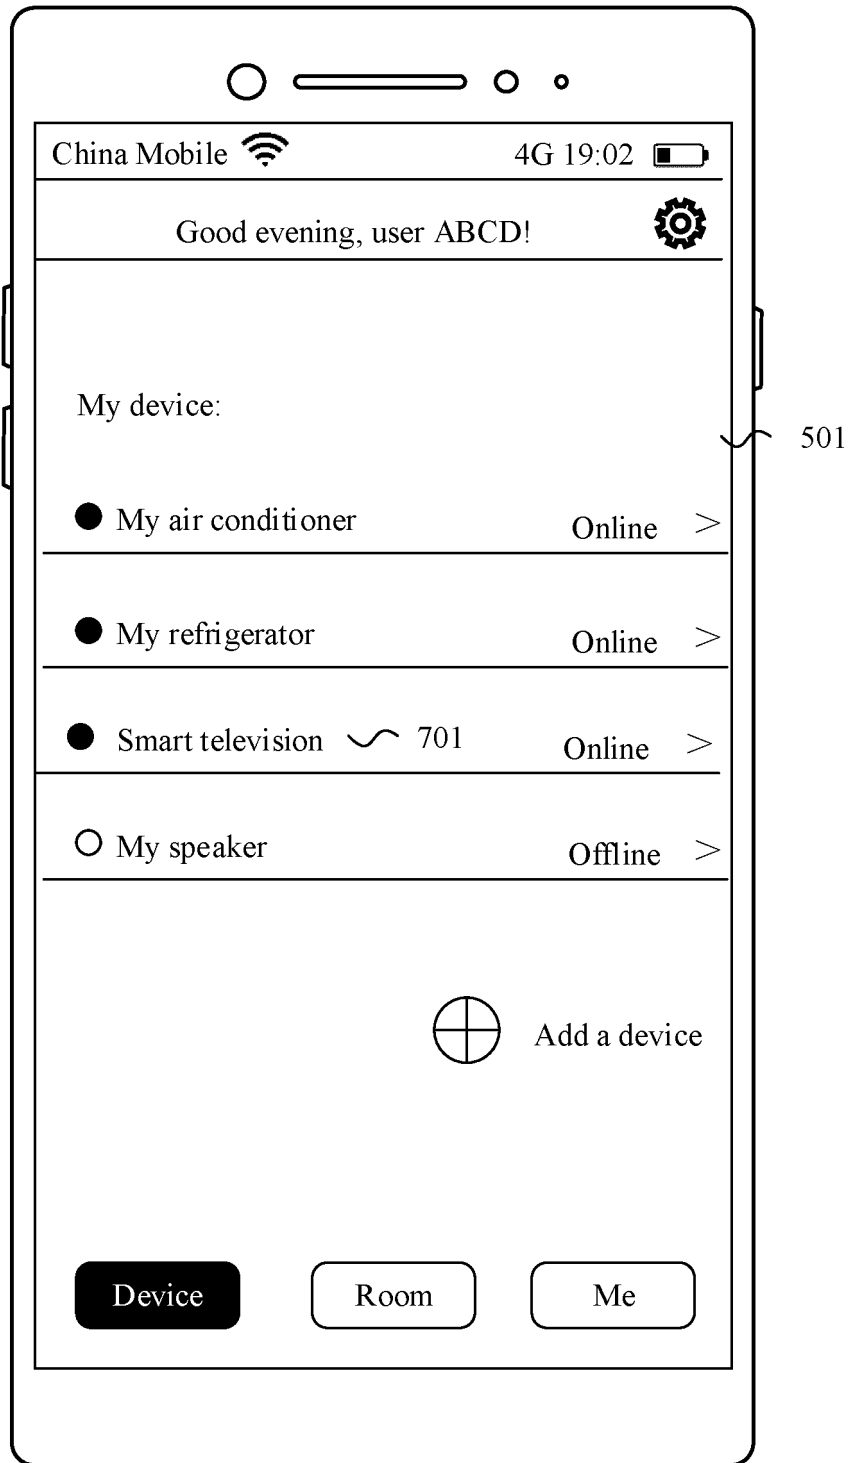 China Mobile 4G 19:02
Good evening, user ABCD!
My device:
501
My air conditioner Online >
My refrigerator Online >
Smart television 701 Online >
My speaker Offline >
Add a device
Device Room Me